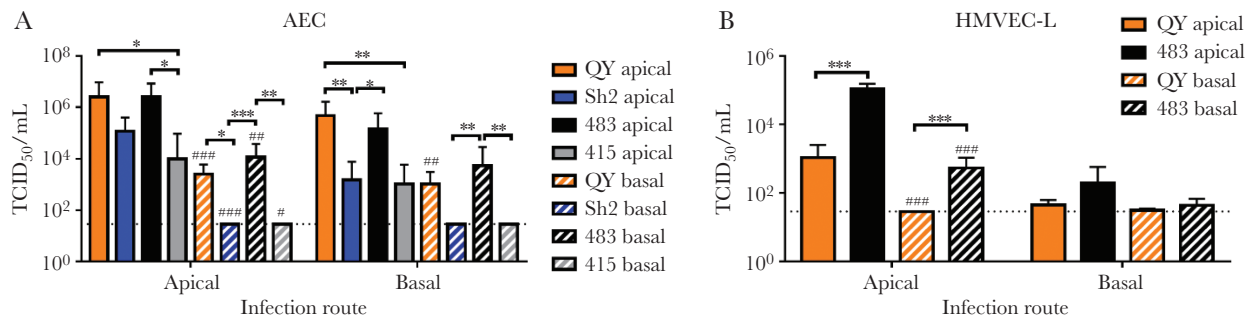 A
AEC
TCID50/mL
10^8
10^6
10^4
10^2
10^0
* * ### * ### *** ## ** #
** ** * ## ** **
Apical
Basal
Infection route
QY apical
Sh2 apical
483 apical
415 apical
QY basal
Sh2 basal
483 basal
415 basal
B
HMVEC-L
TCID50/mL
10^6
10^4
10^2
10^0
*** ### *** ###
Apical
Basal
Infection route
QY apical
483 apical
QY basal
483 basal